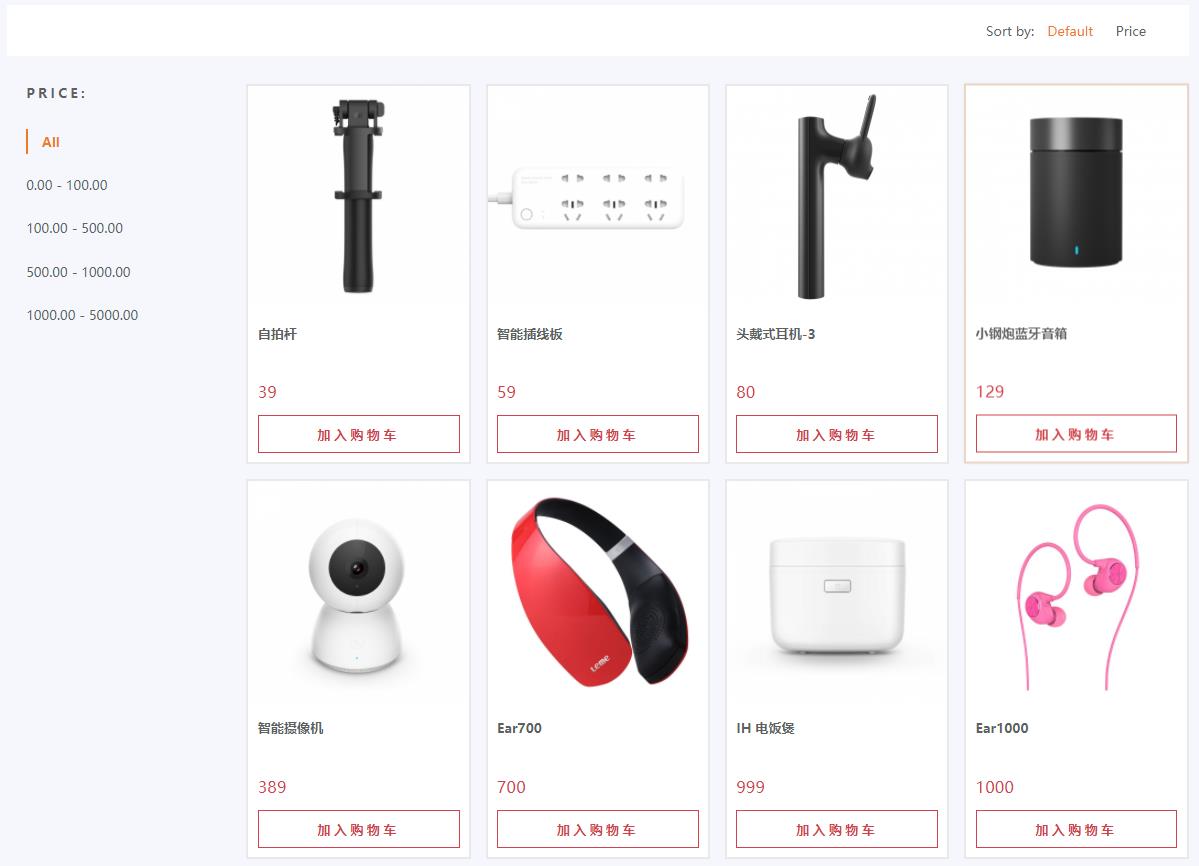 Sort by: Default Price
PRICE:
All
0.00 - 100.00
100.00 - 500.00
500.00 - 1000.00
1000.00 - 5000.00
自拍杆
39
加入购物车
智能插线板
59
加入购物车
头戴式耳机-3
80
加入购物车
小钢炮蓝牙音箱
129
加入购物车
智能摄像机
389
加入购物车
Leme
Ear700
700
加入购物车
IH 电饭煲
999
加入购物车
Ear1000
1000
加入购物车